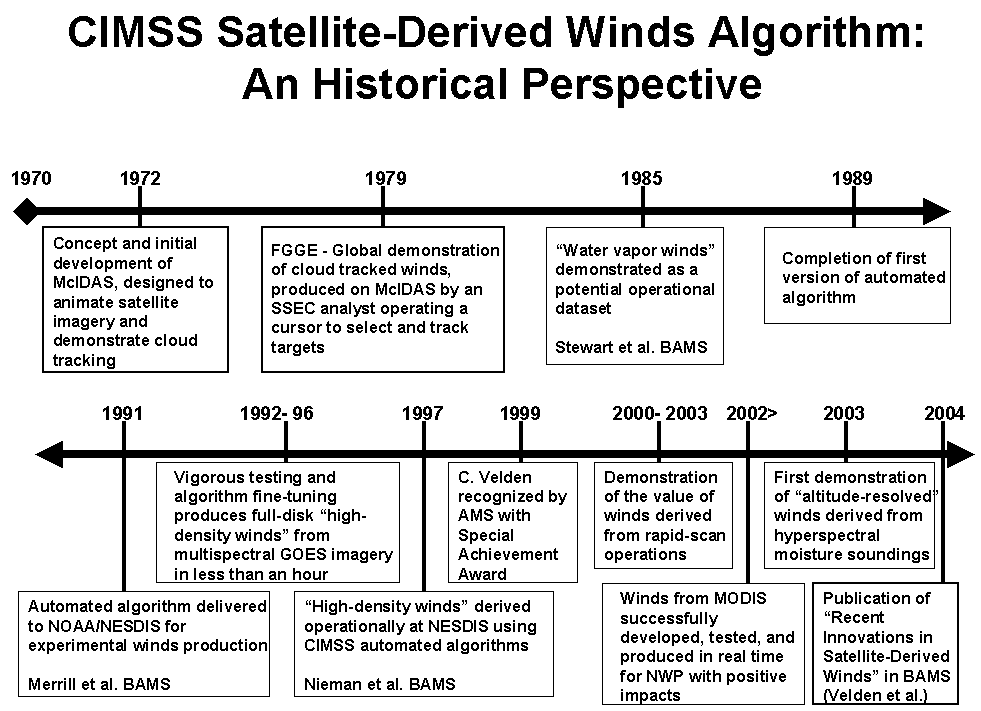 CIMSS Satellite-Derived Winds Algorithm:
An Historical Perspective
1970 1972 1979 1985 1989
Concept and initial
development of
McIDAS, designed to
animate satellite
imagery and
demonstrate cloud
tracking
FGGE - Global demonstration
of cloud tracked winds,
produced on McIDAS by an
SSEC analyst operating a
cursor to select and track
targets
“Water vapor winds”
demonstrated as a
potential operational
dataset
Stewart et al. BAMS
Completion of first
version of automated
algorithm
1991 1992- 96 1997 1999 2000- 2003 2002> 2003 2004
Automated algorithm delivered
to NOAA/NESDIS for
experimental winds production
Merrill et al. BAMS
Vigorous testing and
algorithm fine-tuning
produces full-disk “high-
density winds” from
multispectral GOES imagery
in less than an hour
“High-density winds” derived
operationally at NESDIS using
CIMSS automated algorithms
Nieman et al. BAMS
C. Velden
recognized by
AMS with
Special
Achievement
Award
Demonstration
of the value of
winds derived
from rapid-scan
operations
Winds from MODIS
successfully
developed, tested, and
produced in real time
for NWP with positive
impacts
First demonstration
of “altitude-resolved”
winds derived from
hyperspectral
moisture soundings
Publication of
“Recent
Innovations in
Satellite-Derived
Winds” in BAMS
(Velden et al.)